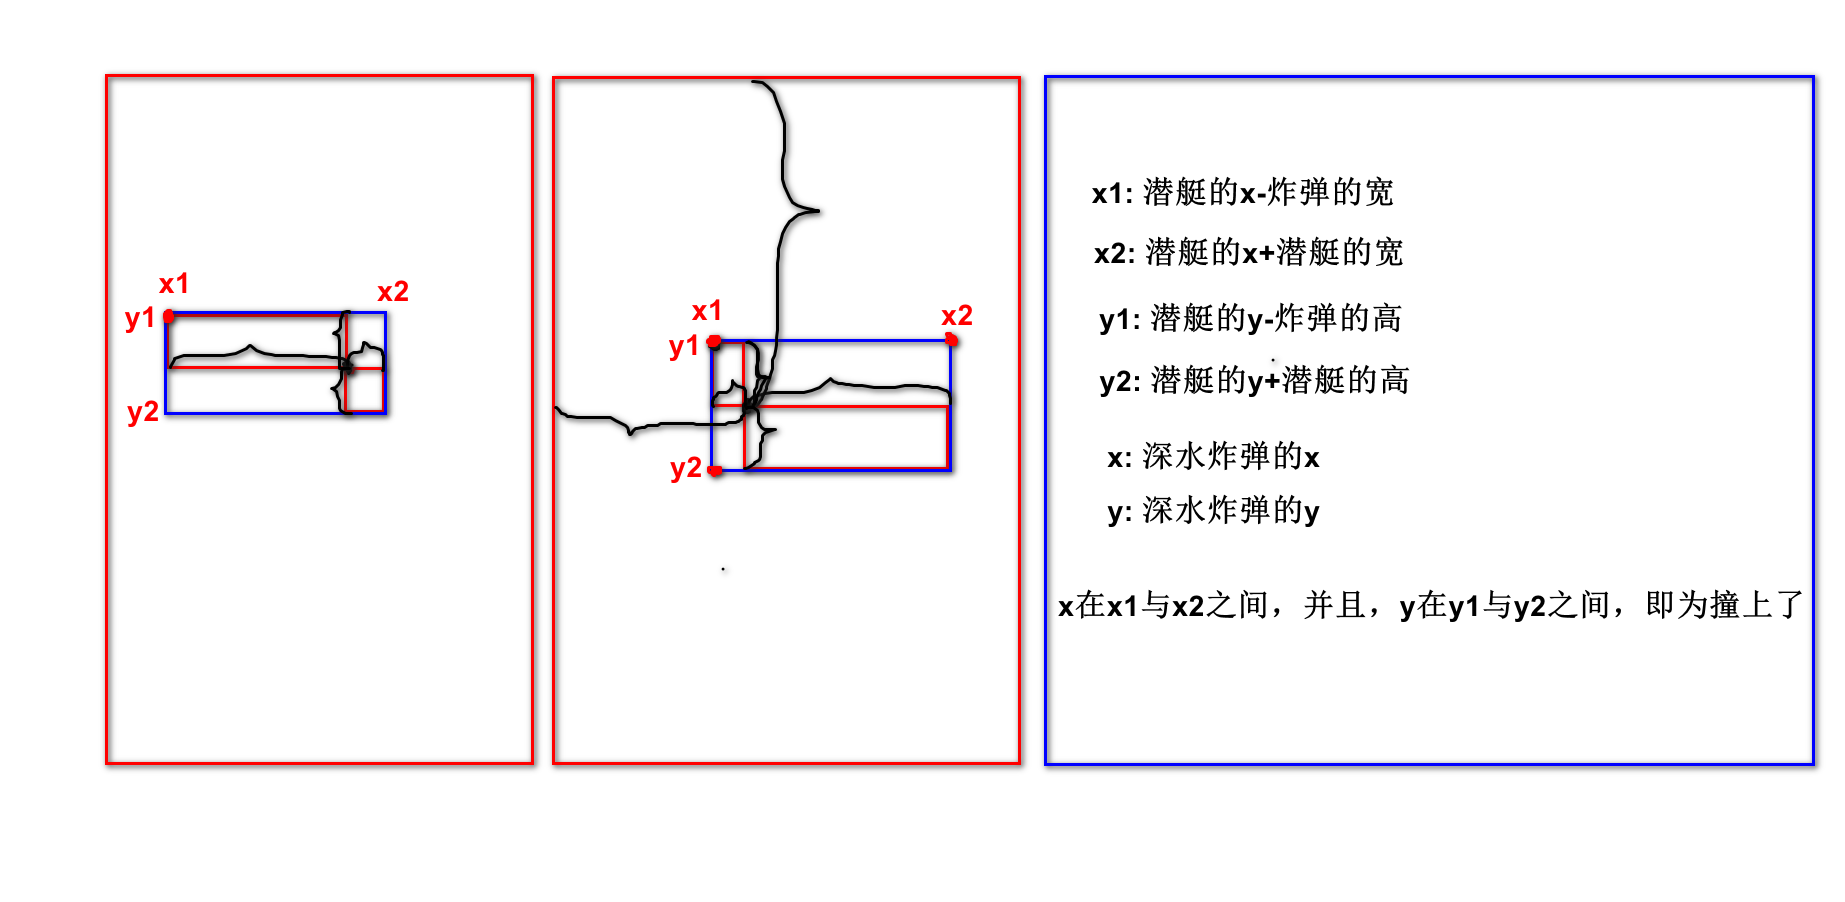 x1
x2
y1
y2
x1
x2
y1
y2
x1: 潜艇的x-炸弹的宽
x2: 潜艇的x+潜艇的宽
y1: 潜艇的y-炸弹的高
y2: 潜艇的y+潜艇的高
x: 深水炸弹的x
y: 深水炸弹的y
x在x1与x2之间，并且，y在y1与y2之间，即为撞上了